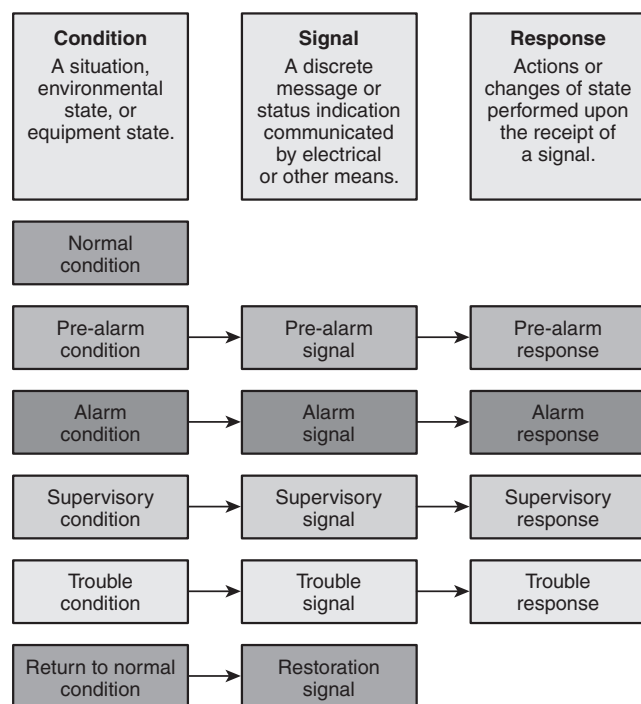 Condition
A situation,
environmental
state, or
equipment state.
Signal
A discrete
message or
status indication
communicated
by electrical
or other means.
Response
Actions or
changes of state
performed upon
the receipt of
a signal.
Normal
condition
Pre-alarm
condition
Pre-alarm
signal
Pre-alarm
response
Alarm
condition
Alarm
signal
Alarm
response
Supervisory
condition
Supervisory
signal
Supervisory
response
Trouble
condition
Trouble
signal
Trouble
response
Return to normal
condition
Restoration
signal